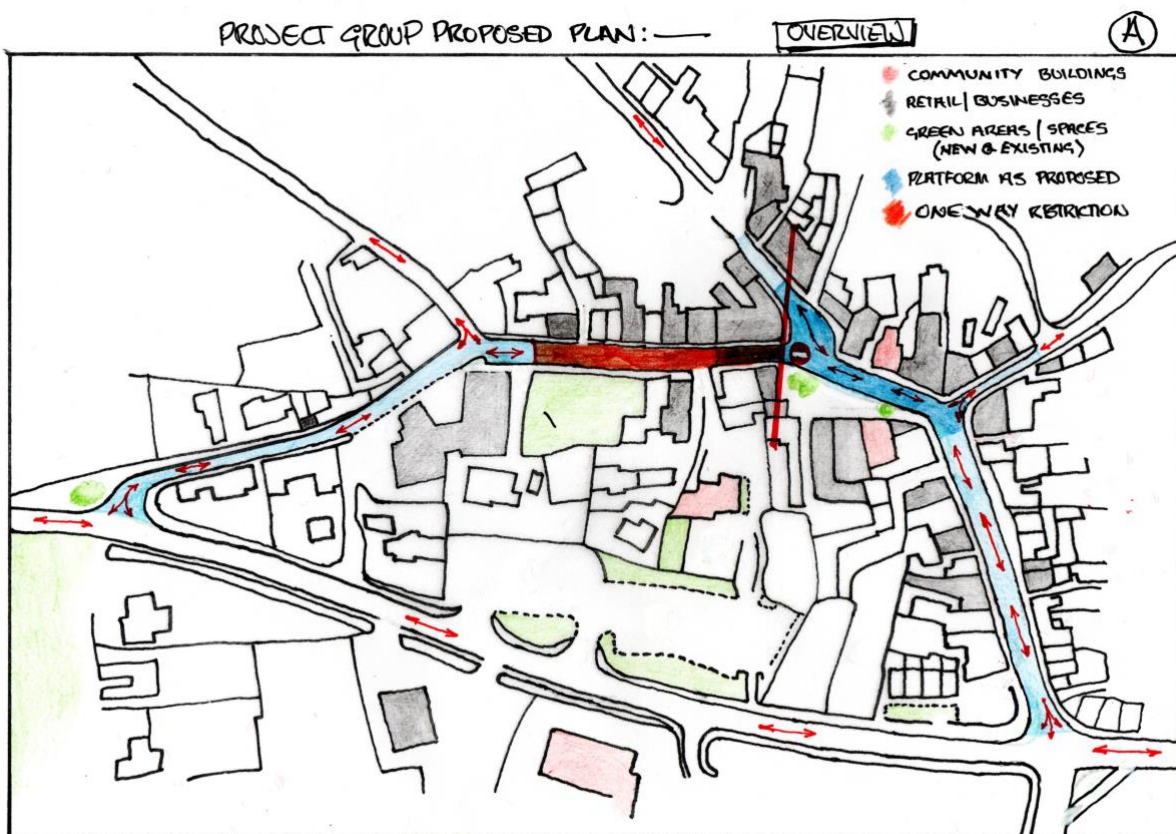 PROJECT GROUP PROPOSED PLAN:—
OVERVIEW
A
COMMUNITY BUILDINGS
RETAIL/BUSINESSES
GREEN AREAS/SPACES
(NEW & EXISTING)
PLATFORM AS PROPOSED
ONE WAY RESTRICTION